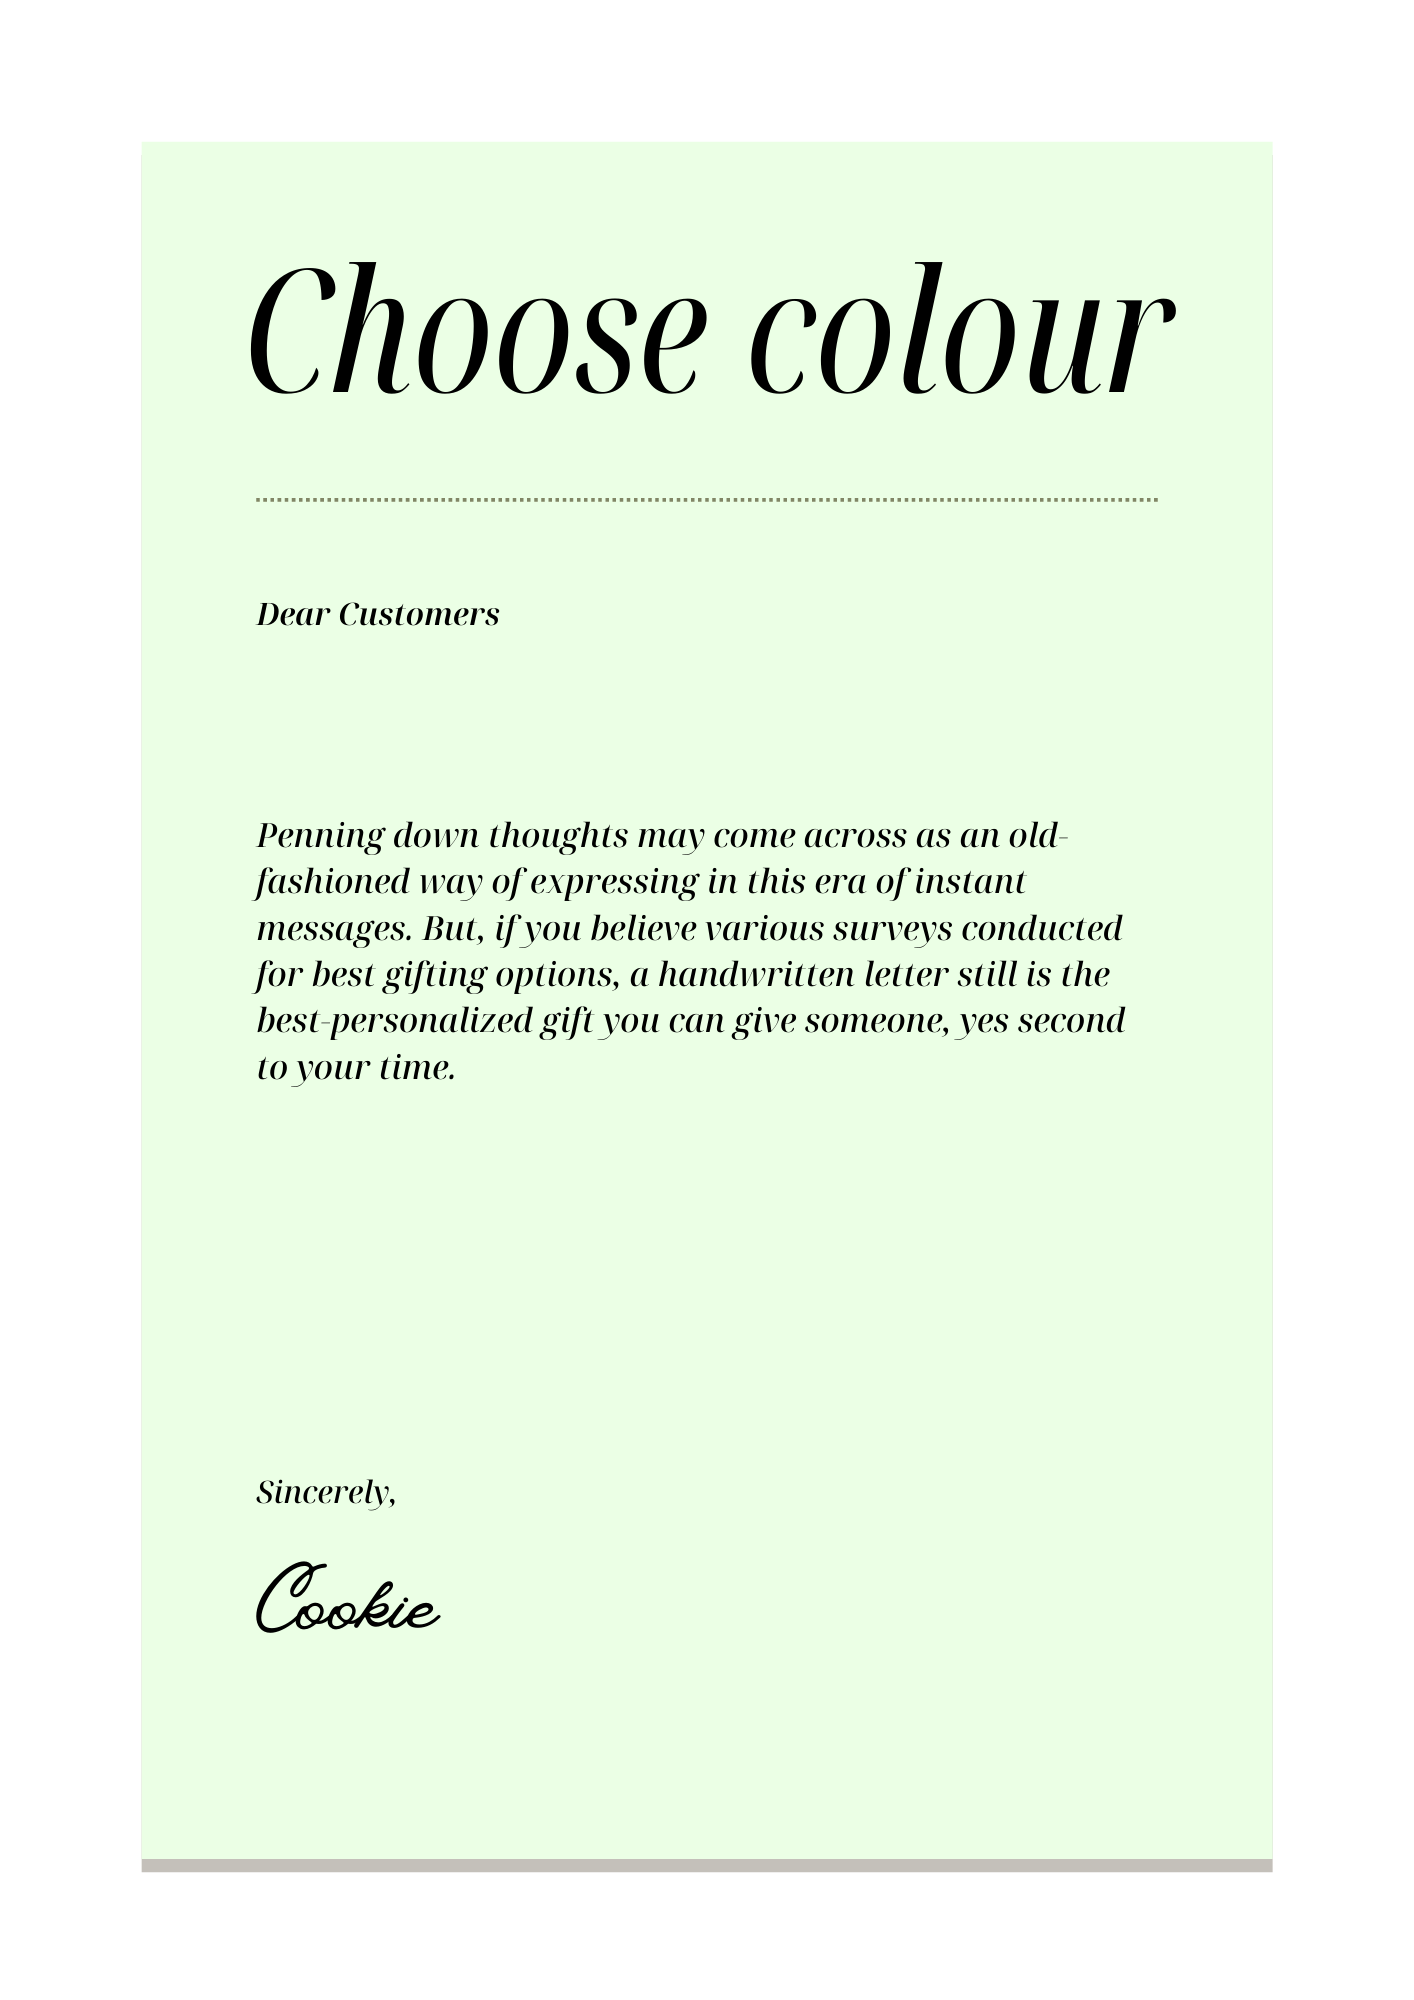 Choose colour
Dear Customers
Penning down thoughts may come across as an old-
fashioned way of expressing in this era of instant
messages. But, if you believe various surveys conducted
for best gifting options, a handwritten letter still is the
best-personalized gift you can give someone, yes second
to your time.
Sincerely,
Cookie